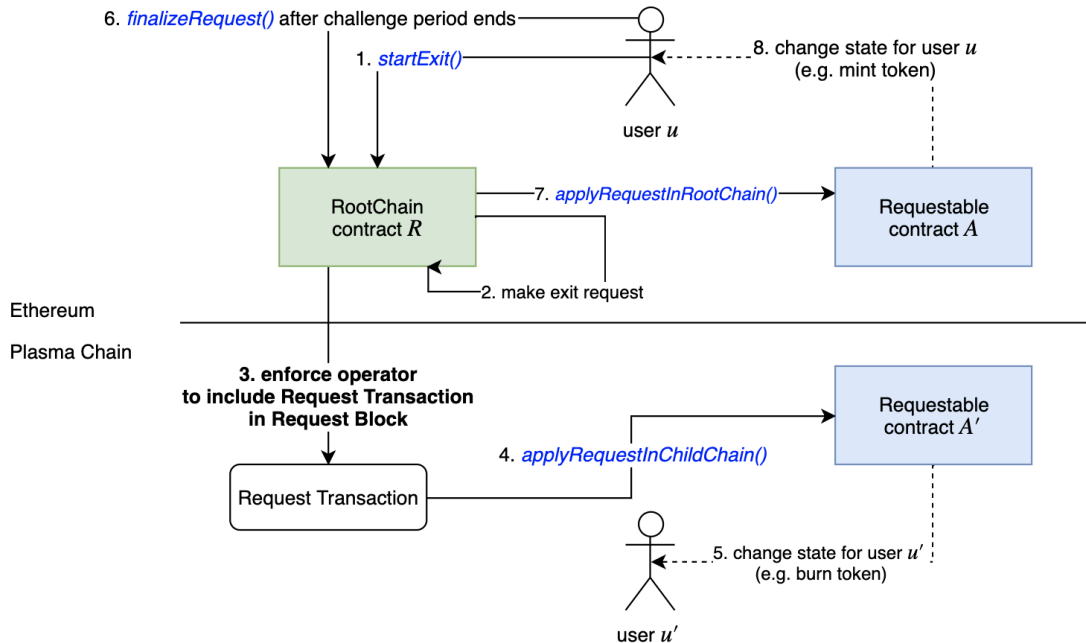 6. finalizeRequest() after challenge period ends
1. startExit()
8. change state for user u
(e.g. mint token)
user u
RootChain
contract R
7. applyRequestInRootChain()
Requestable
contract A
2. make exit request
Ethereum
Plasma Chain
3. enforce operator
to include Request Transaction
in Request Block
Requestable
contract A′
4. applyRequestInChildChain()
Request Transaction
5. change state for user u′
(e.g. burn token)
user u′